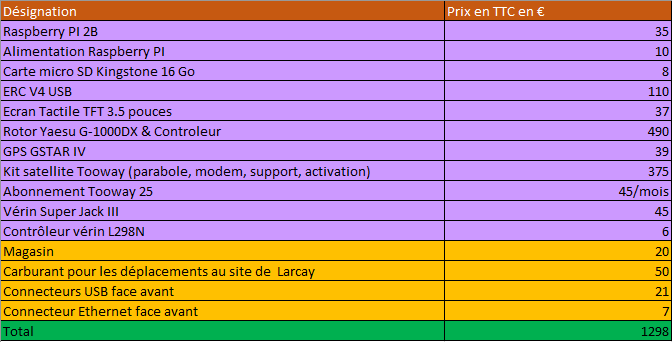 Désignation Prix en TTC en €
Raspberry PI 2B 35
Alimentation Raspberry PI 10
Carte micro SD Kingstone 16 Go 8
ERC V4 USB 110
Ecran Tactile TFT 3.5 pouces 37
Rotor Yaesu G-1000DX & Controleur 490
GPS GSTAR IV 39
Kit satellite Tooway (parabole, modem, support, activation) 375
Abonnement Tooway 25 45/mois
Vérin Super Jack III 45
Contrôleur vérin L298N 6
Magasin 20
Carburant pour les déplacements au site de Larcay 50
Connecteurs USB face avant 21
Connecteur Ethernet face avant 7
Total 1298